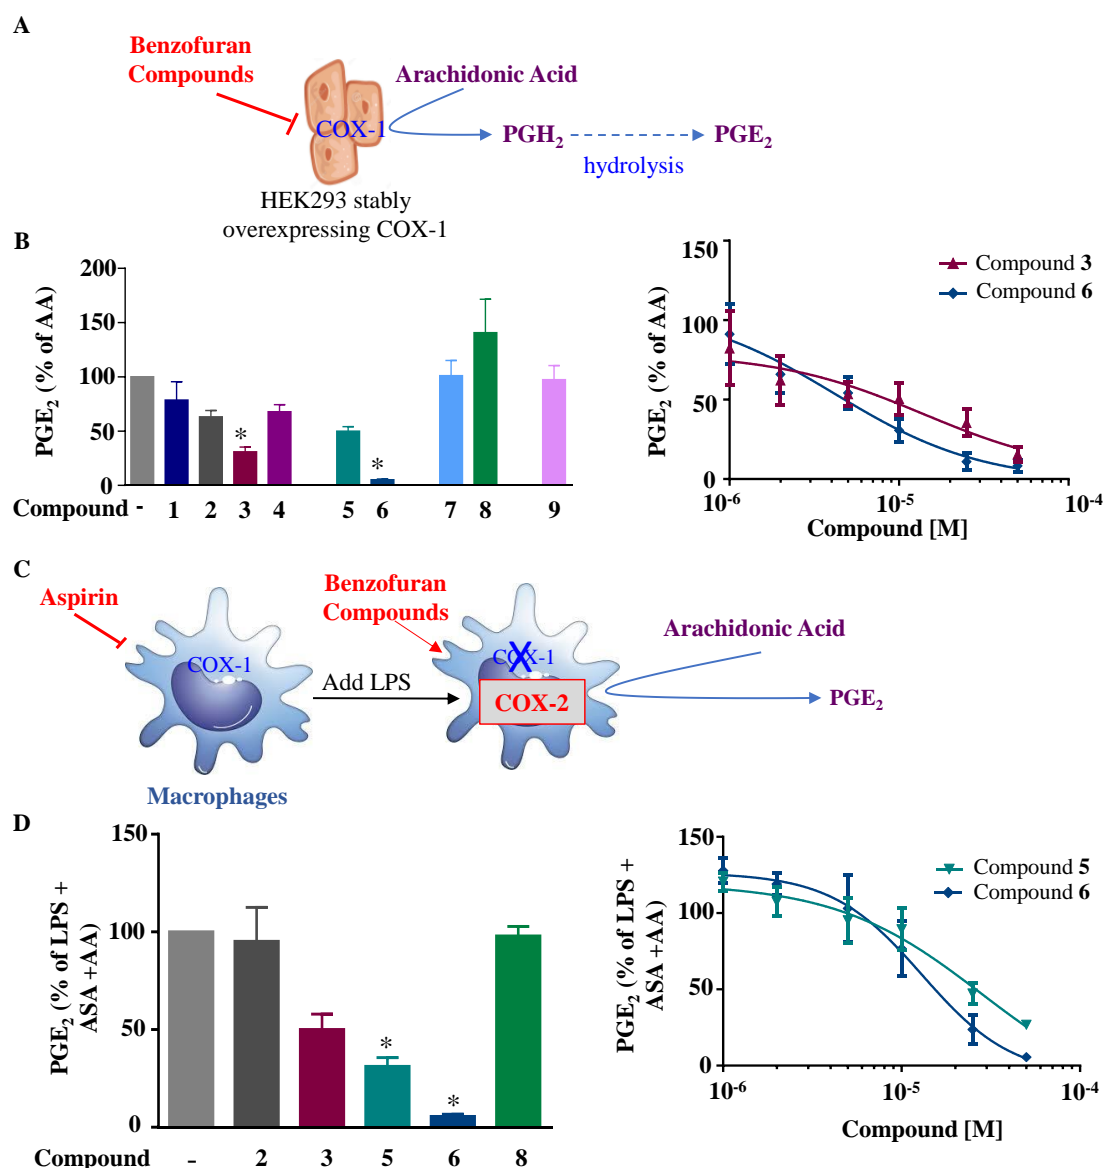 A
Benzofuran
Compounds
Arachidonic Acid
COX-1
PGH2
PGE2
hydrolysis
HEK293 stably
overexpressing COX-1
B
PGE2 (% of AA)
200
150
100
50
0
*
*
Compound - 1 2 3 4 5 6 7 8 9
PGE2 (% of AA)
150
100
50
0
Compound 3
Compound 6
10-6 10-5 10-4
Compound [M]
C
Aspirin
Benzofuran
Compounds
Arachidonic Acid
COX-1
COX-1
X
Add LPS
COX-2
PGE2
Macrophages
D
PGE2 (% of LPS +
ASA +AA)
150
100
50
0
*
*
Compound - 2 3 5 6 8
PGE2 (% of LPS +
ASA +AA)
150
100
50
0
Compound 5
Compound 6
10-6 10-5 10-4
Compound [M]